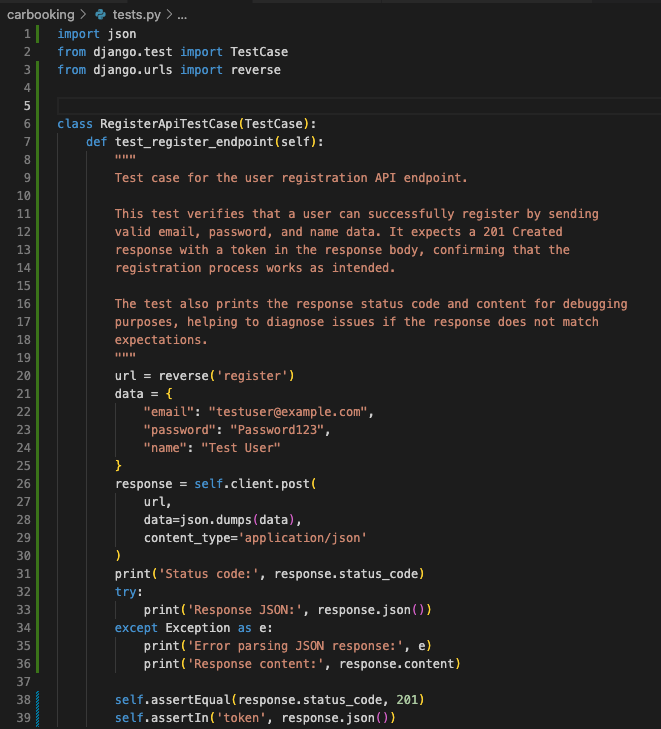 carbooking > tests.py > ...
1 import json
2 from django.test import TestCase
3 from django.urls import reverse
4
5
6 class RegisterApiTestCase(TestCase):
7     def test_register_endpoint(self):
8         """
9         Test case for the user registration API endpoint.
10
11         This test verifies that a user can successfully register by sending
12         valid email, password, and name data. It expects a 201 Created
13         response with a token in the response body, confirming that the
14         registration process works as intended.
15
16         The test also prints the response status code and content for debugging
17         purposes, helping to diagnose issues if the response does not match
18         expectations.
19         """
20         url = reverse('register')
21         data = {
22             "email": "testuser@example.com",
23             "password": "Password123",
24             "name": "Test User"
25         }
26         response = self.client.post(
27             url,
28             data=json.dumps(data),
29             content_type='application/json'
30         )
31         print('Status code:', response.status_code)
32         try:
33             print('Response JSON:', response.json())
34         except Exception as e:
35             print('Error parsing JSON response:', e)
36             print('Response content:', response.content)
37
38         self.assertEqual(response.status_code, 201)
39         self.assertIn('token', response.json())